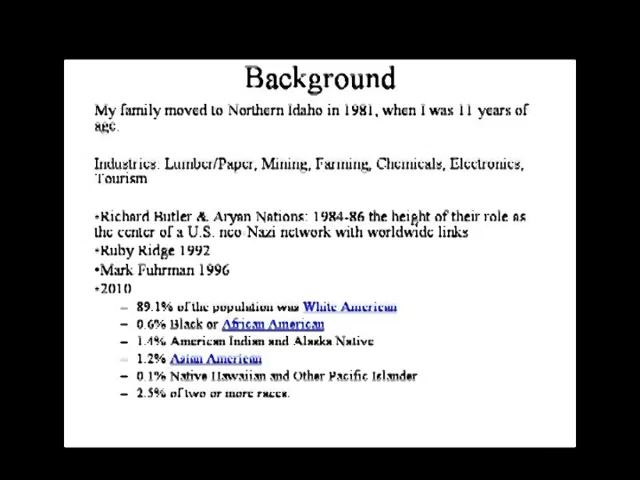 Background
My family moved to Northern Idaho in 1981, when I was 11 years of
age.
Industries: Lumber/Paper, Mining, Farming, Chemicals, Electronics,
Tourism
•Richard Butler & Aryan Nations: 1984-86 the height of their role as
the center of a U.S. neo-Nazi network with worldwide links
•Ruby Ridge 1992
•Mark Fuhrman 1996
•2010
– 89.1% of the population was White American
– 0.6% Black or African American
– 1.4% American Indian and Alaska Native
– 1.2% Asian American
– 0.1% Native Hawaiian and Other Pacific Islander
– 2.5% of two or more races.